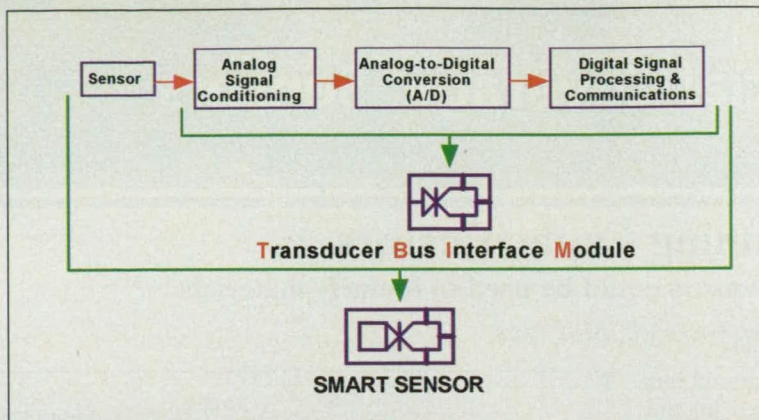 Sensor
Analog
Signal
Conditioning
Analog-to-Digital
Conversion
(A/D)
Digital Signal
Processing &
Communications
Transducer Bus Interface Module
SMART SENSOR